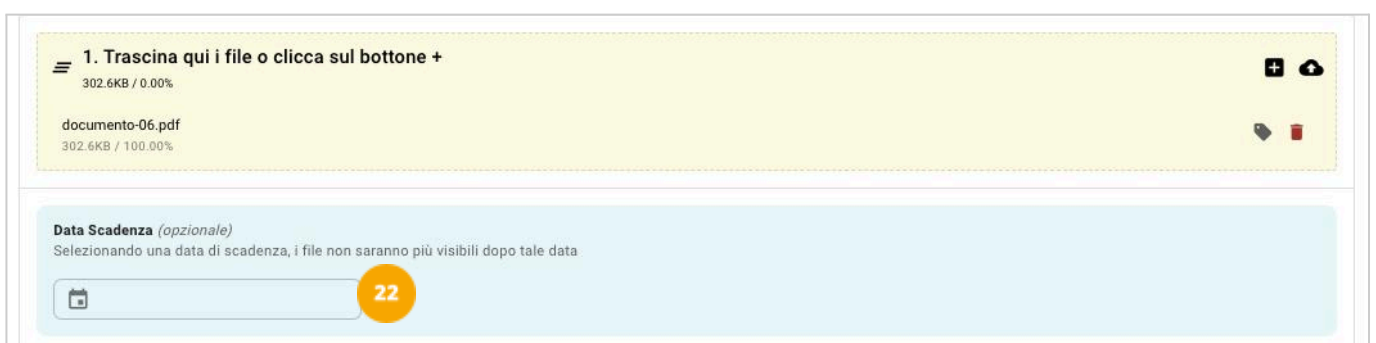 1. Trascina qui i file o clicca sul bottone +
302.6KB / 0.00%
documento-06.pdf
302.6KB / 100.00%
Data Scadenza (opzionale)
Selezionando una data di scadenza, i file non saranno più visibili dopo tale data
22